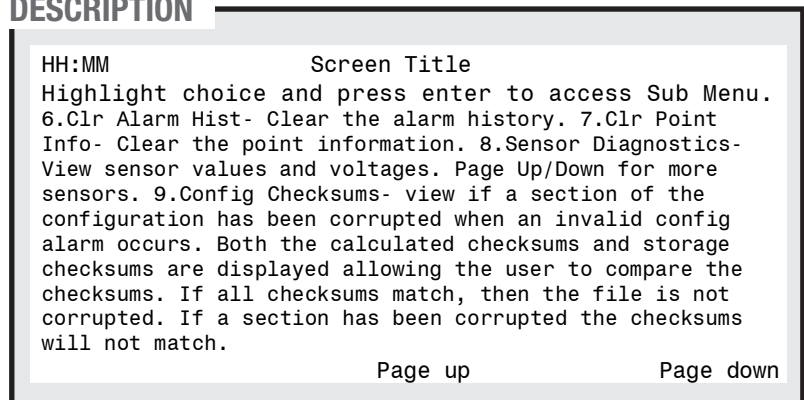 DESCRIPTION
HH:MM Screen Title
Highlight choice and press enter to access Sub Menu.
6.Clr Alarm Hist- Clear the alarm history. 7.Clr Point
Info- Clear the point information. 8.Sensor Diagnostics-
View sensor values and voltages. Page Up/Down for more
sensors. 9.Config Checksums- view if a section of the
configuration has been corrupted when an invalid config
alarm occurs. Both the calculated checksums and storage
checksums are displayed allowing the user to compare the
checksums. If all checksums match, then the file is not
corrupted. If a section has been corrupted the checksums
will not match.
Page up Page down